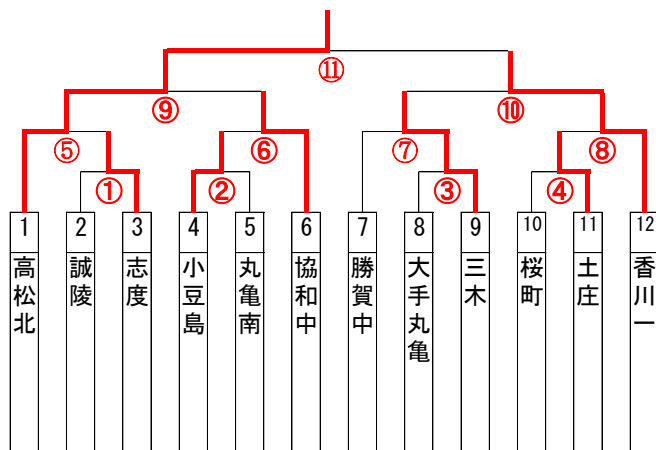 ⑪
⑨ ⑩
⑤ ⑥ ⑦ ⑧
① ② ③ ④
1 2 3 4 5 6 7 8 9 10 11 12
高松北
誠陵
志度
小豆島
丸亀南
協和中
勝賀中
大手丸亀
三木
桜町
土庄
香川一